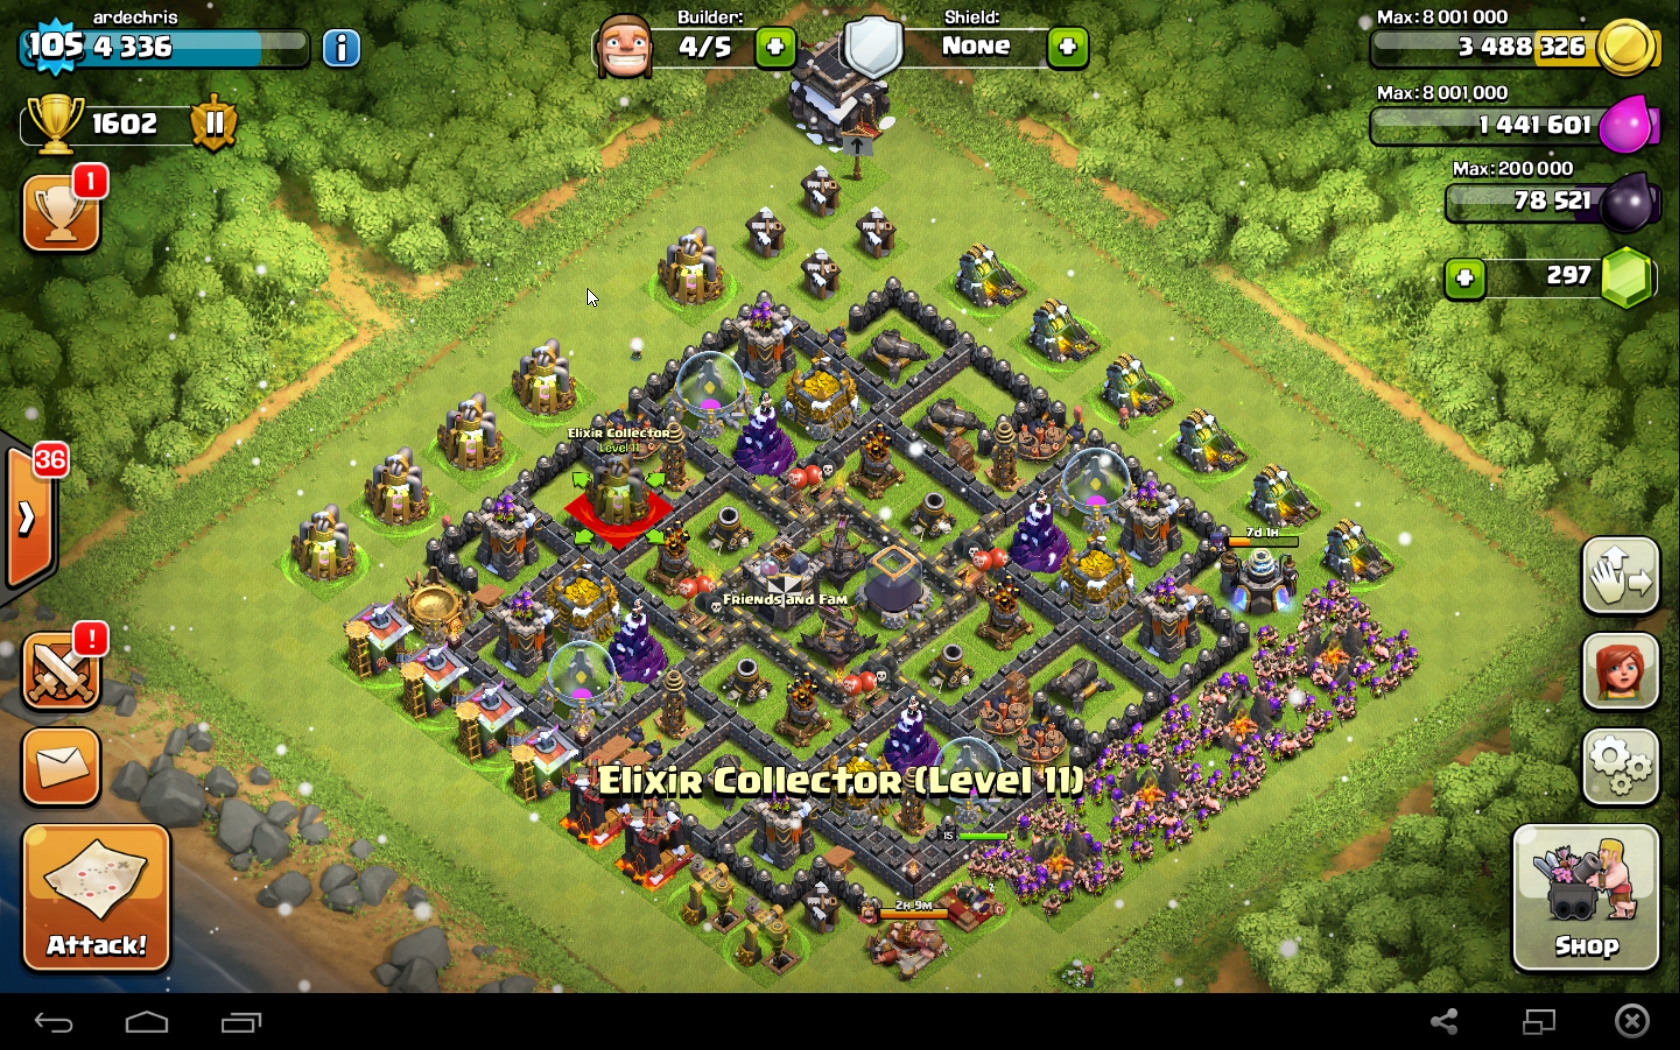 ardechris
105 4 336
i
Builder:
4/5
Shield:
None
Max: 8 001 000
3 488 326
Max: 8 001 000
1 441 601
Max: 200 000
78 521
297
1602
II
1
36
!
Elixir Collector
Level 11
7d 1H
Friends and Fam
Elixir Collector (Level 11)
15
2H 9M
Attack!
Shop